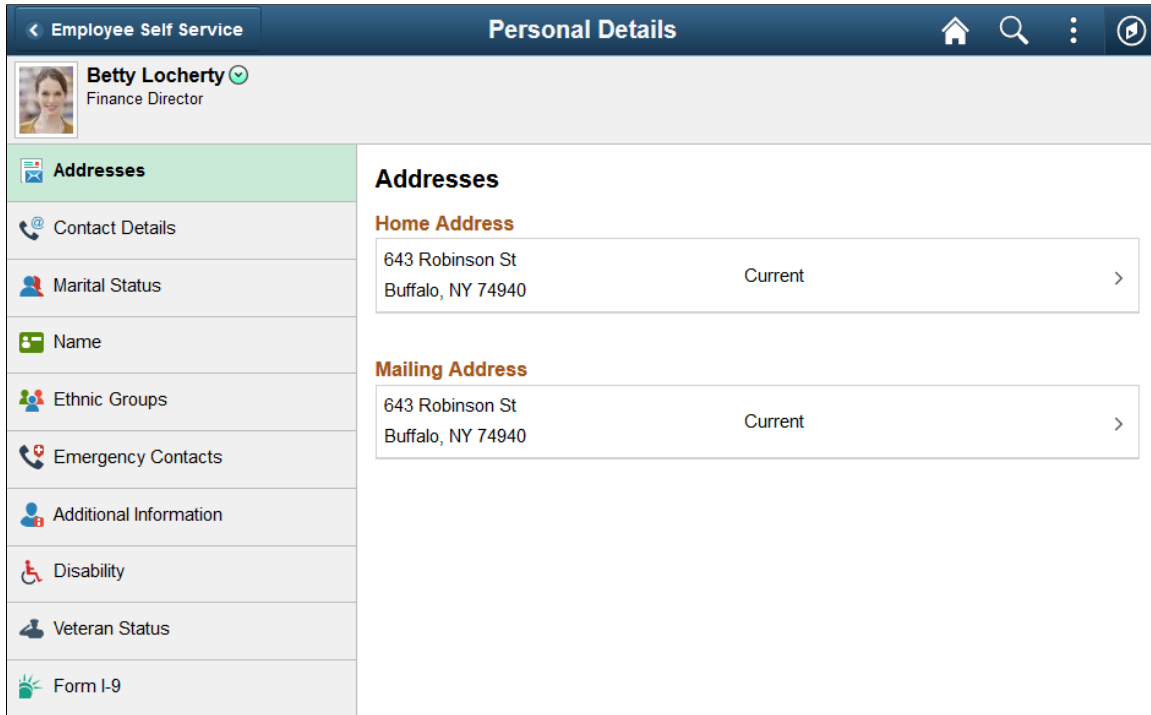 Employee Self Service
Personal Details
Betty Locherty
Finance Director
Addresses
Contact Details
Marital Status
Name
Ethnic Groups
Emergency Contacts
Additional Information
Disability
Veteran Status
Form I-9
Addresses
Home Address
643 Robinson St
Current
Buffalo, NY 74940
Mailing Address
643 Robinson St
Current
Buffalo, NY 74940